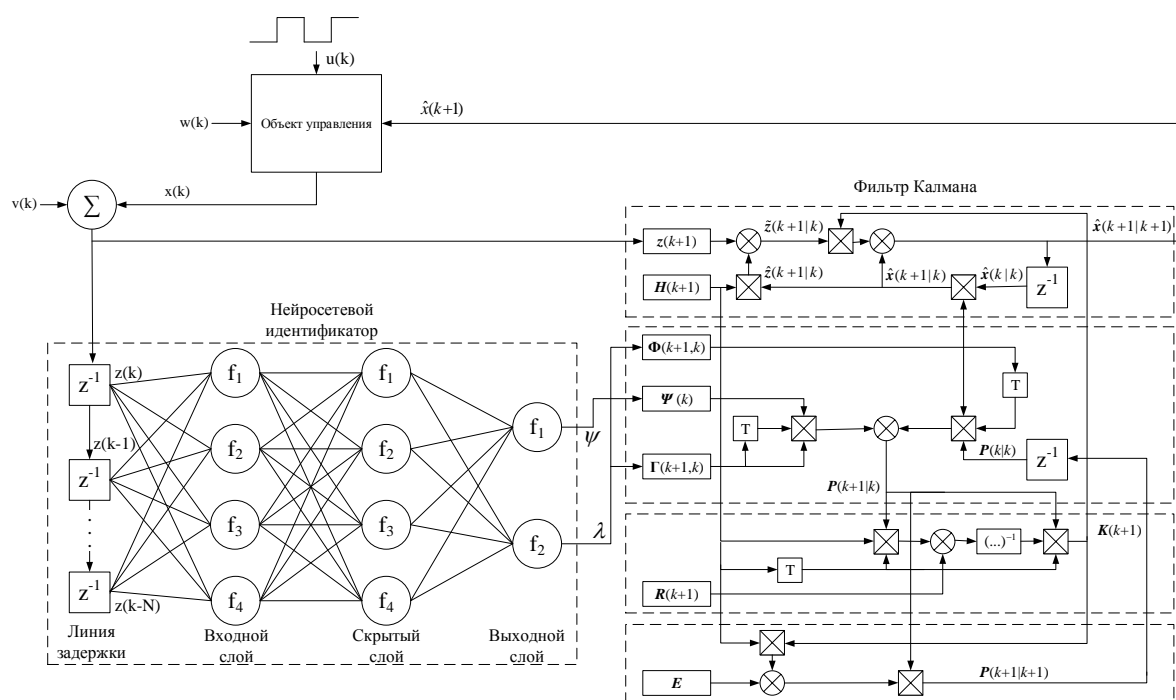 u(k)
w(k)
Объект управления
x̂(k+1)
v(k)
∑
x(k)
Фильтр Калмана
z(k+1)
z̃(k+1|k)
x̂(k+1|k+1)
H(k+1)
ẑ(k+1|k)
x̂(k+1|k)
x̂(k|k)
z⁻¹
Нейросетевой
идентификатор
z⁻¹
z(k)
f₁
f₁
Φ(k+1,k)
T
z(k-1)
f₂
f₂
f₁
ψ
Ψ(k)
T
z⁻¹
Γ(k+1,k)
P(k|k)
z⁻¹
f₃
f₃
f₂
λ
P(k+1|k)
(...)⁻¹
K(k+1)
z⁻¹
z(k-N)
f₄
f₄
T
R(k+1)
Линия
задержки
Входной
слой
Скрытый
слой
Выходной
слой
E
P(k+1|k+1)